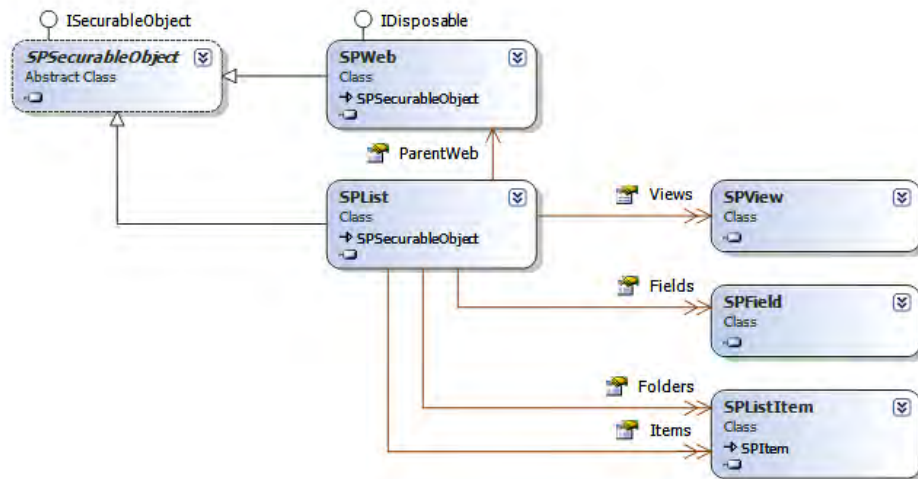 ISecurableObject
IDisposable
SPSecurableObject
Abstract Class
SPWeb
Class
SPSecurableObject
ParentWeb
SPList
Class
SPSecurableObject
Views
SPView
Class
Fields
SPField
Class
Folders
Items
SPListItem
Class
SPItem